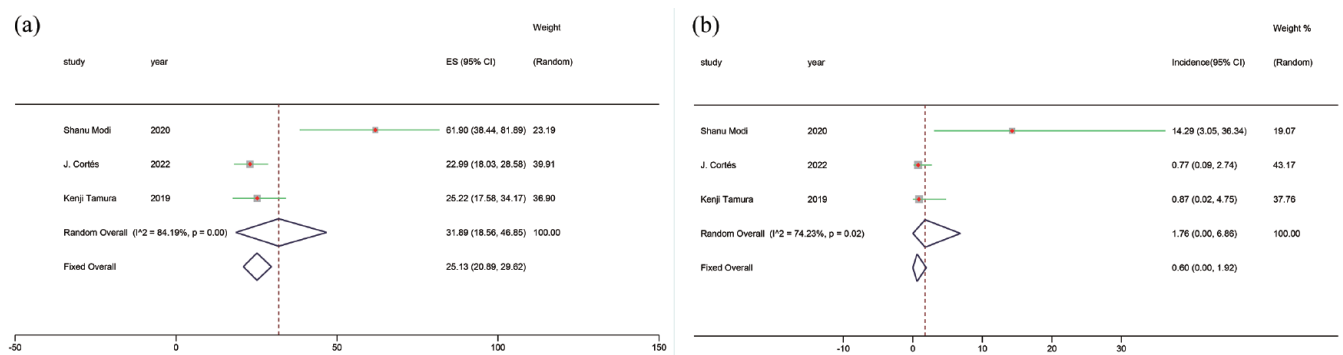 (a)
Weight
study year ES (95% CI) (Random)
Shanu Modi 2020 61.90 (38.44, 81.89) 23.19
J. Cortés 2022 22.99 (18.03, 28.58) 39.91
Kenji Tamura 2019 25.22 (17.58, 34.17) 36.90
Random Overall (I^2 = 84.19%, p = 0.00) 31.89 (18.56, 46.85) 100.00
Fixed Overall 25.13 (20.89, 29.62)
-50 0 50 100 150
(b)
Weight %
study year Incidence(95% CI) (Random)
Shanu Modi 2020 14.29 (3.05, 36.34) 19.07
J. Cortés 2022 0.77 (0.09, 2.74) 43.17
Kenji Tamura 2019 0.87 (0.02, 4.75) 37.76
Random Overall (I^2 = 74.23%, p = 0.02) 1.76 (0.00, 6.86) 100.00
Fixed Overall 0.60 (0.00, 1.92)
-10 0 10 20 30